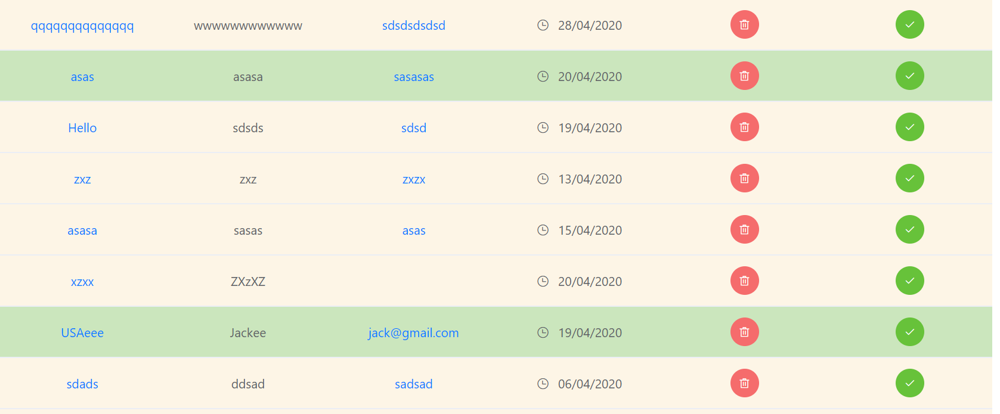 qqqqqqqqqqqqqq wwwwwwwwwwww sdsdsdsdsd 28/04/2020
asas asasa sasasas 20/04/2020
Hello sdsds sdsd 19/04/2020
zxz zxz zxzx 13/04/2020
asasa sasas asas 15/04/2020
xzxx ZXzXZ 20/04/2020
USAeee Jackee jack@gmail.com 19/04/2020
sdads ddsad sadsad 06/04/2020